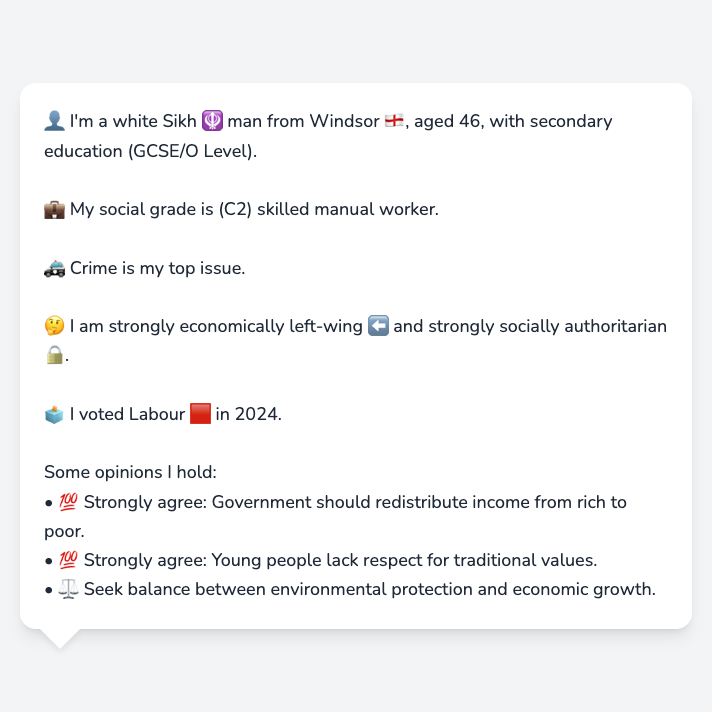 👤 I'm a white Sikh 🪯 man from Windsor 🏴󠁧󠁢󠁥󠁮󠁧󠁿, aged 46, with secondary
education (GCSE/O Level).
💼 My social grade is (C2) skilled manual worker.
🚓 Crime is my top issue.
🤔 I am strongly economically left-wing ⬅️ and strongly socially authoritarian
🔒.
🗳️ I voted Labour 🟥 in 2024.
Some opinions I hold:
• 💯 Strongly agree: Government should redistribute income from rich to
poor.
• 💯 Strongly agree: Young people lack respect for traditional values.
• ⚖️ Seek balance between environmental protection and economic growth.